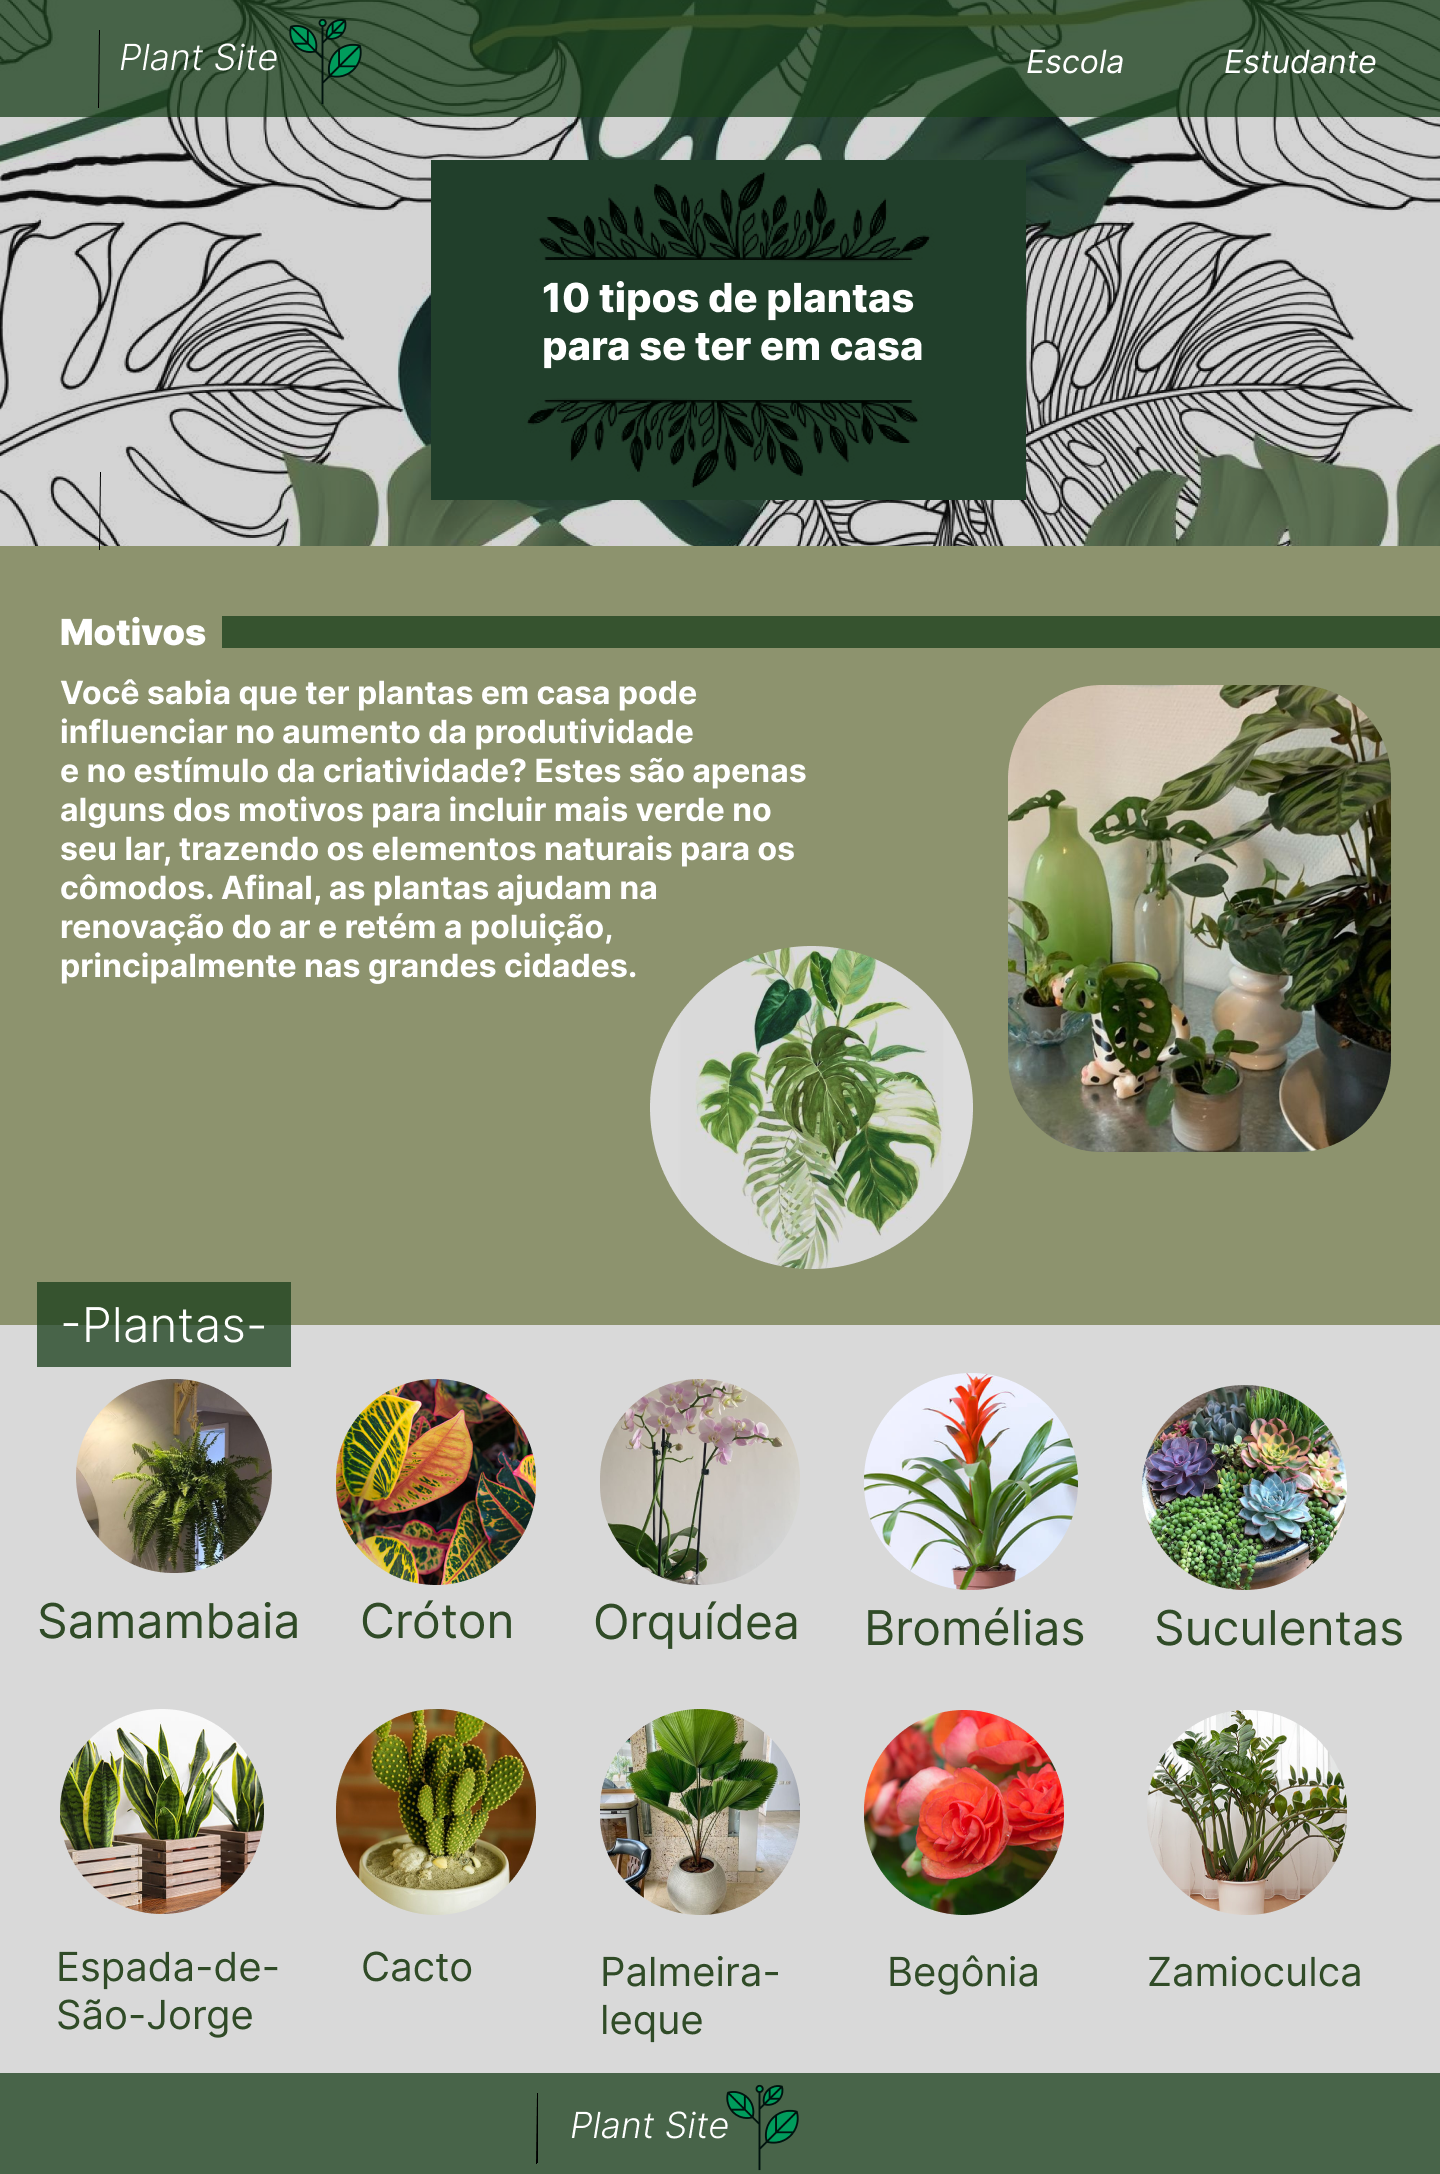 Plant Site
Escola
Estudante
10 tipos de plantas
para se ter em casa
Motivos
Você sabia que ter plantas em casa pode
influenciar no aumento da produtividade
e no estímulo da criatividade? Estes são apenas
alguns dos motivos para incluir mais verde no
seu lar, trazendo os elementos naturais para os
cômodos. Afinal, as plantas ajudam na
renovação do ar e retém a poluição,
principalmente nas grandes cidades.
-Plantas-
Samambaia
Cróton
Orquídea
Bromélias
Suculentas
Espada-de-
São-Jorge
Cacto
Palmeira-
leque
Begônia
Zamioculca
Plant Site